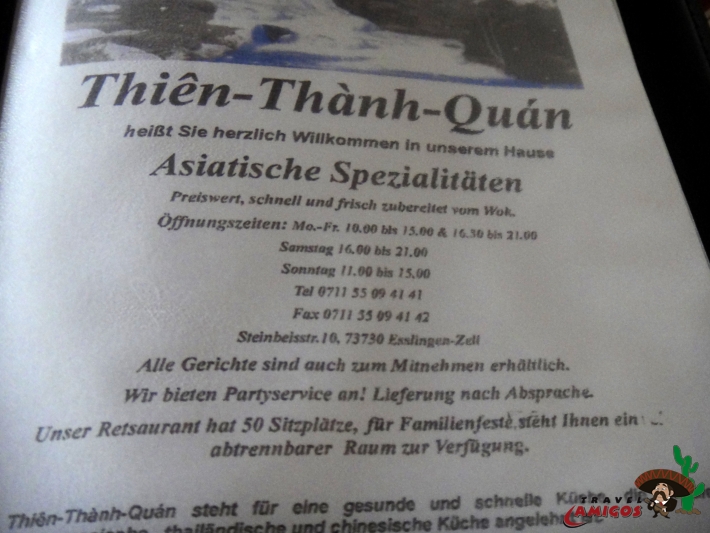 Thiên-Thành-Quán
heißt Sie herzlich Willkommen in unserem Hause
Asiatische Spezialitäten
Preiswert, schnell und frisch zubereitet vom Wok.
Öffnungszeiten: Mo.-Fr. 10.00 bis 15.00 & 16.30 bis 21.00
Samstag 16.00 bis 21.00
Sonntag 11.00 bis 15.00
Tel 0711 55 09 41 41
Fax 0711 55 09 41 42
Steinbeisstr.10, 73730 Esslingen-Zell
Alle Gerichte sind auch zum Mitnehmen erhältlich.
Wir bieten Partyservice an! Lieferung nach Absprache.
Unser Retsaurant hat 50 Sitzplätze, für Familienfeste steht Ihnen ein
abtrennbarer Raum zur Verfügung.
Thiên-Thành-Quán steht für eine gesunde und schnelle Küche,
thailändische und chinesische Küche
TRAVEL
AMIGOS